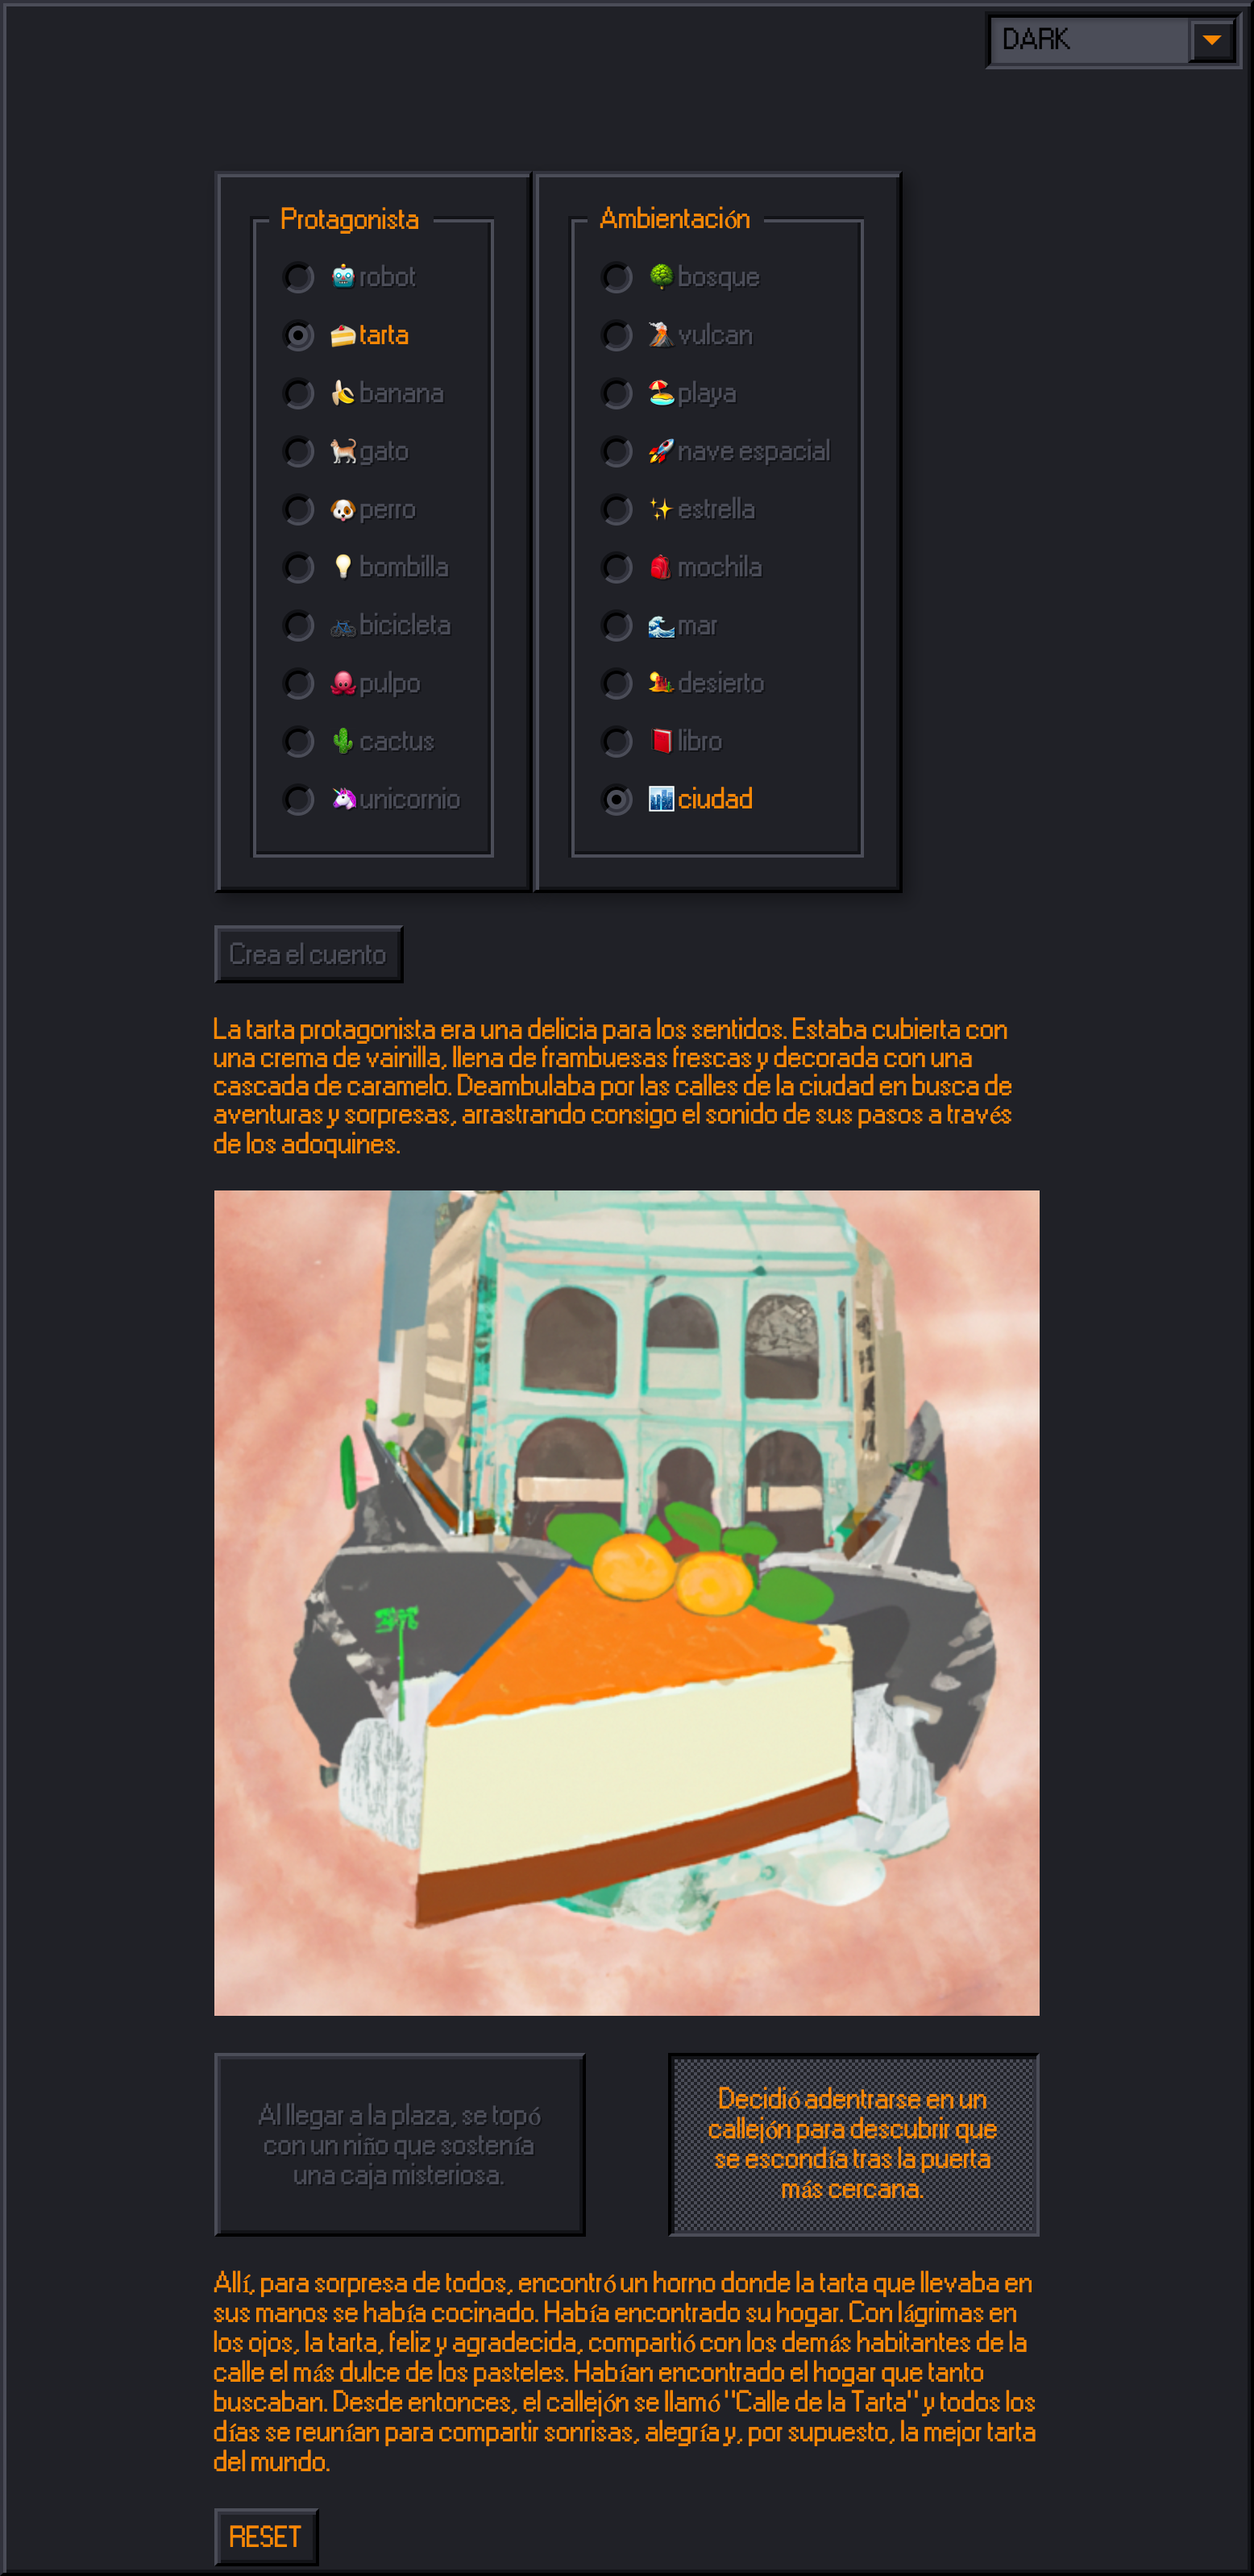 DARK
Protagonista
robot
tarta
banana
gato
perro
bombilla
bicicleta
pulpo
cactus
unicornio
Ambientación
bosque
vulcan
playa
nave espacial
estrella
mochila
mar
desierto
libro
ciudad
Crea el cuento
La tarta protagonista era una delicia para los sentidos. Estaba cubierta con
una crema de vainilla, llena de frambuesas frescas y decorada con una
cascada de caramelo. Deambulaba por las calles de la ciudad en busca de
aventuras y sorpresas, arrastrando consigo el sonido de sus pasos a través
de los adoquines.
Al llegar a la plaza, se topó
con un niño que sostenía
una caja misteriosa.
Decidió adentrarse en un
callejón para descubrir que
se escondía tras la puerta
más cercana.
Allí, para sorpresa de todos, encontró un horno donde la tarta que llevaba en
sus manos se había cocinado. Había encontrado su hogar. Con lágrimas en
los ojos, la tarta, feliz y agradecida, compartió con los demás habitantes de la
calle el más dulce de los pasteles. Habían encontrado el hogar que tanto
buscaban. Desde entonces, el callejón se llamó "Calle de la Tarta" y todos los
días se reunían para compartir sonrisas, alegría y, por supuesto, la mejor tarta
del mundo.
RESET